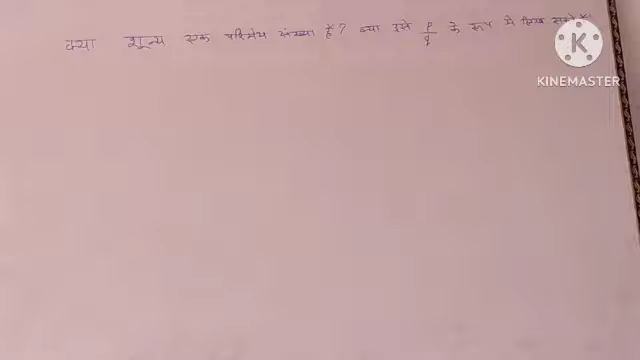 क्या शून्य एक परिमेय संख्या है? क्या इसे p/q के रूप में लिख सकते
KINEMASTER